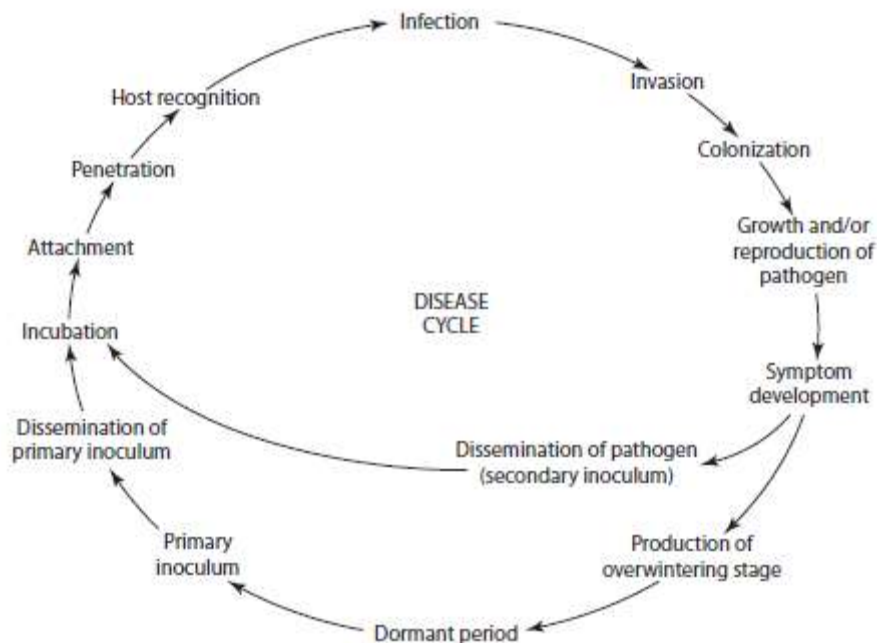 Infection
Host recognition
Invasion
Colonization
Penetration
Growth and/or
reproduction of
pathogen
Attachment
DISEASE
CYCLE
Incubation
Symptom
development
Dissemination of
primary inoculum
Dissemination of pathogen
(secondary inoculum)
Primary
inoculum
Production of
overwintering stage
Dormant period